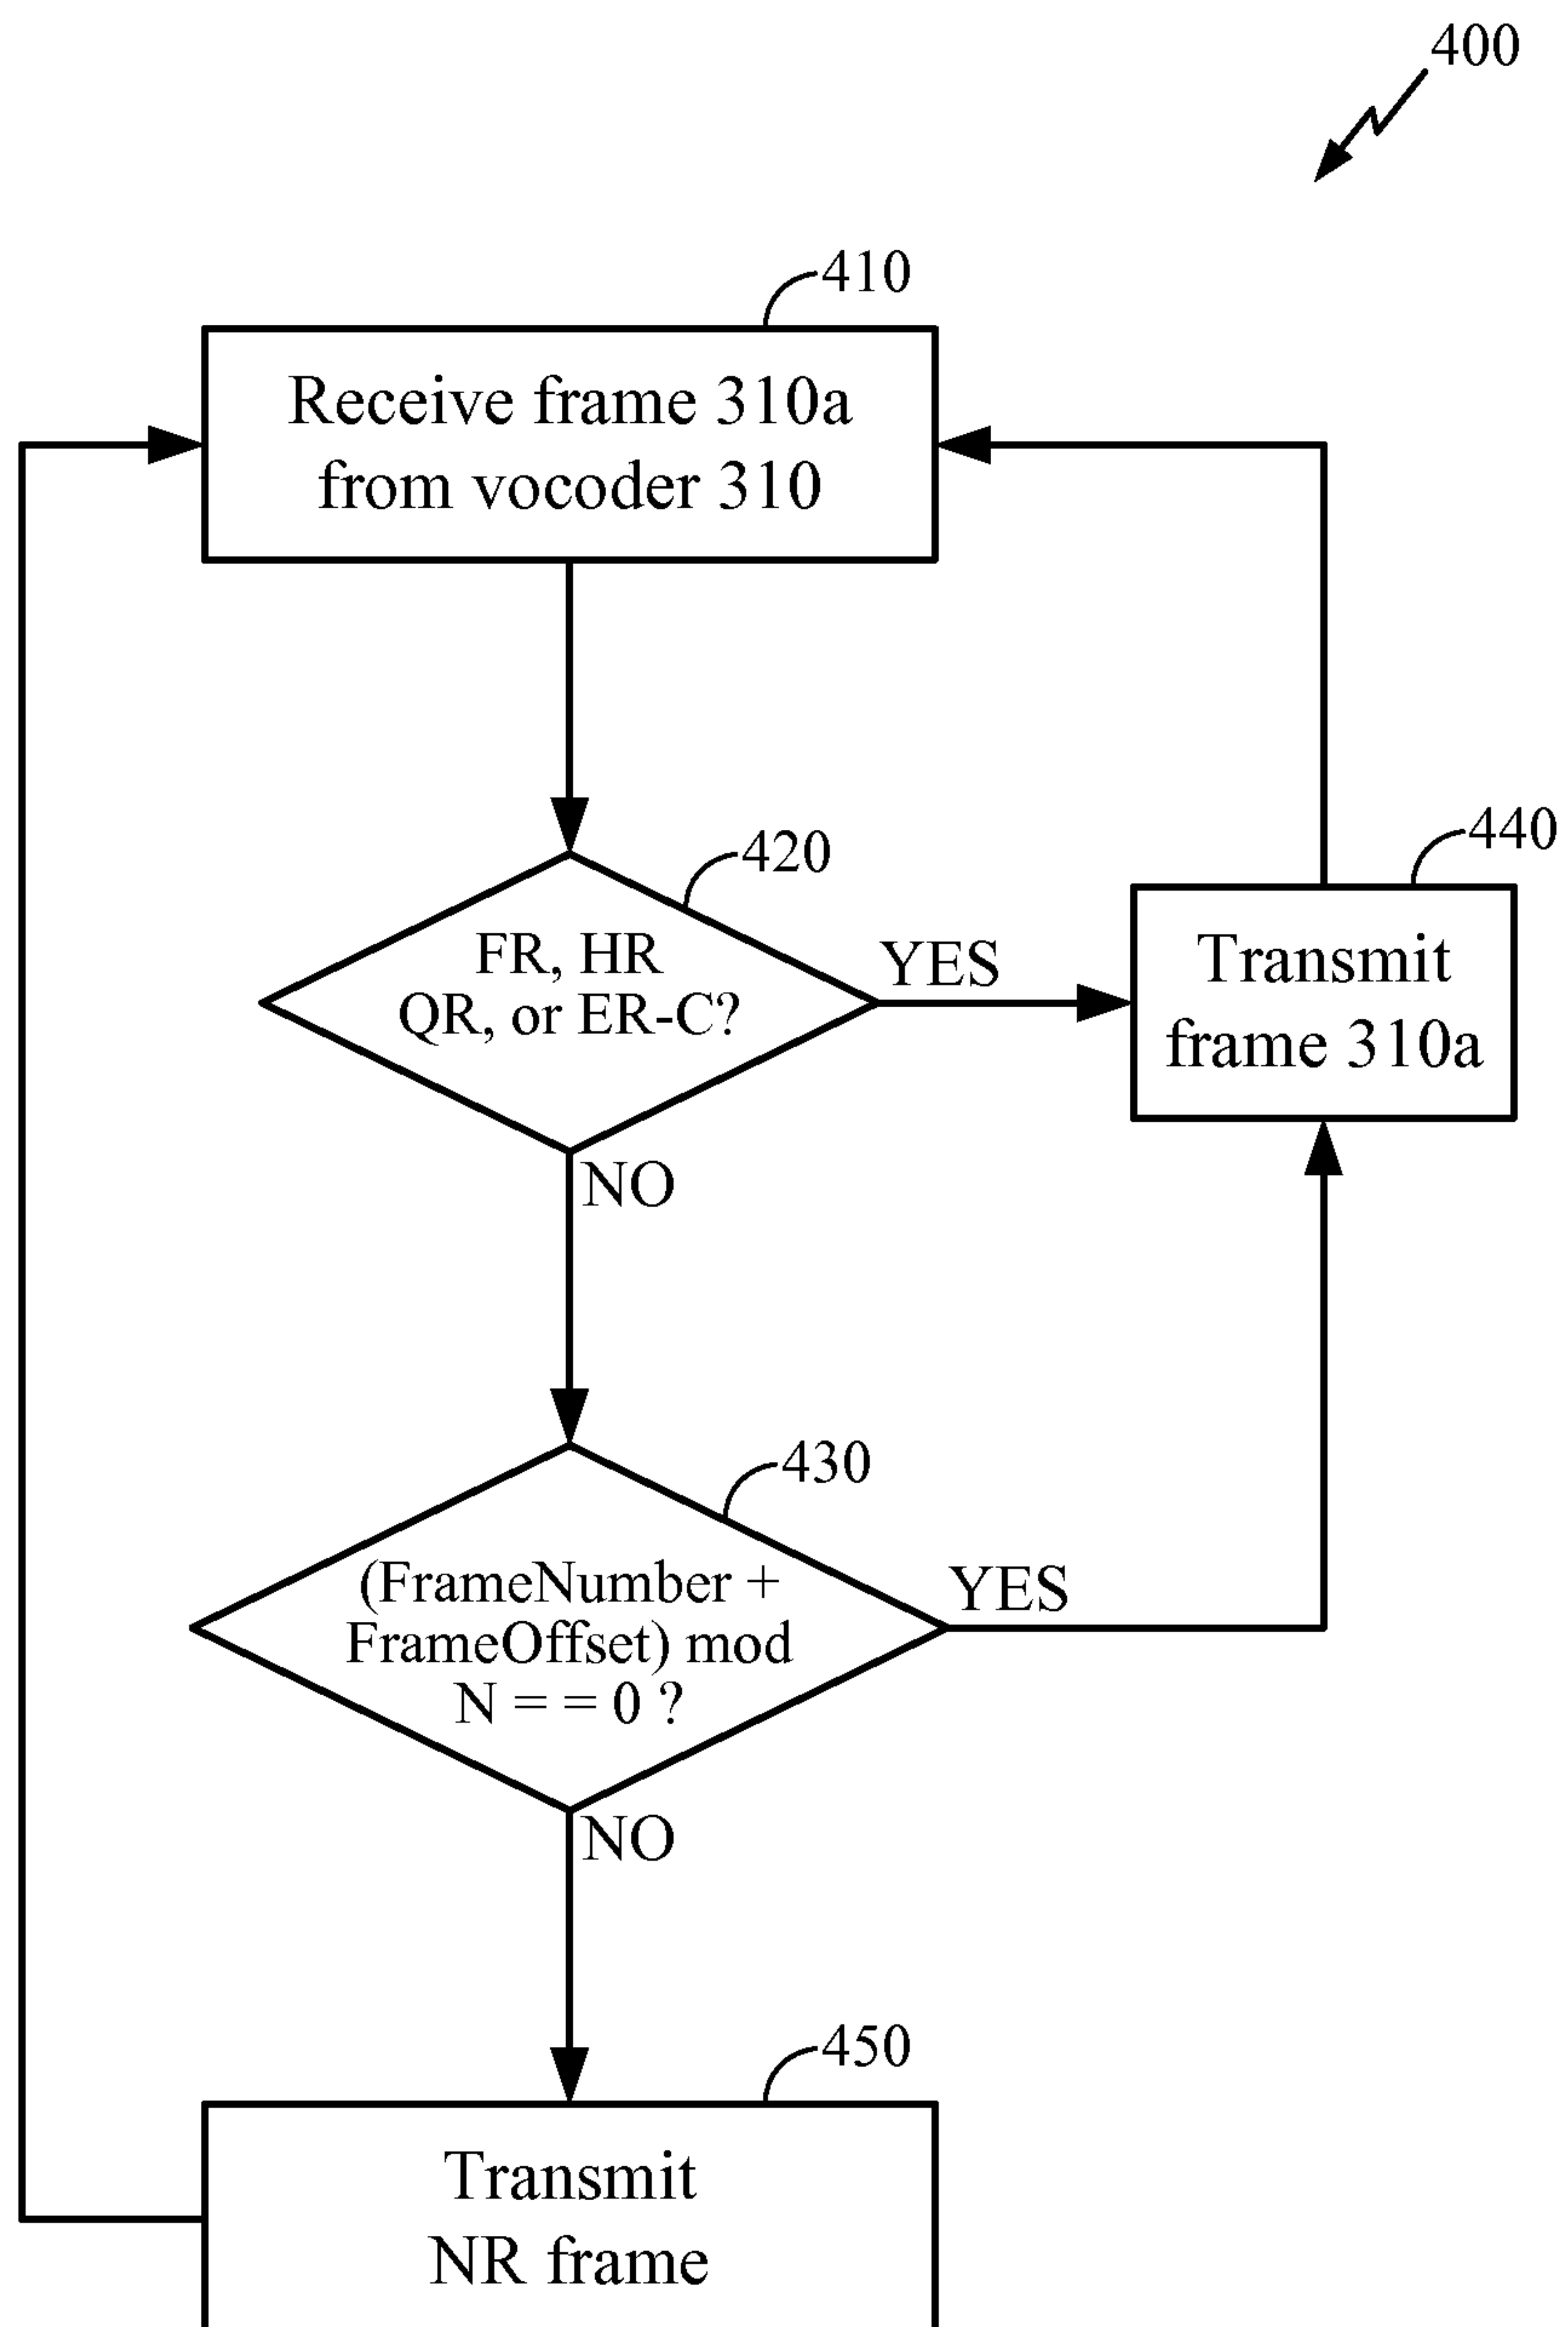 400
410
Receive frame 310a
from vocoder 310
420
FR, HR
QR, or ER-C?
YES
440
Transmit
frame 310a
NO
430
(FrameNumber +
FrameOffset) mod
N = = 0 ?
YES
NO
450
Transmit
NR frame